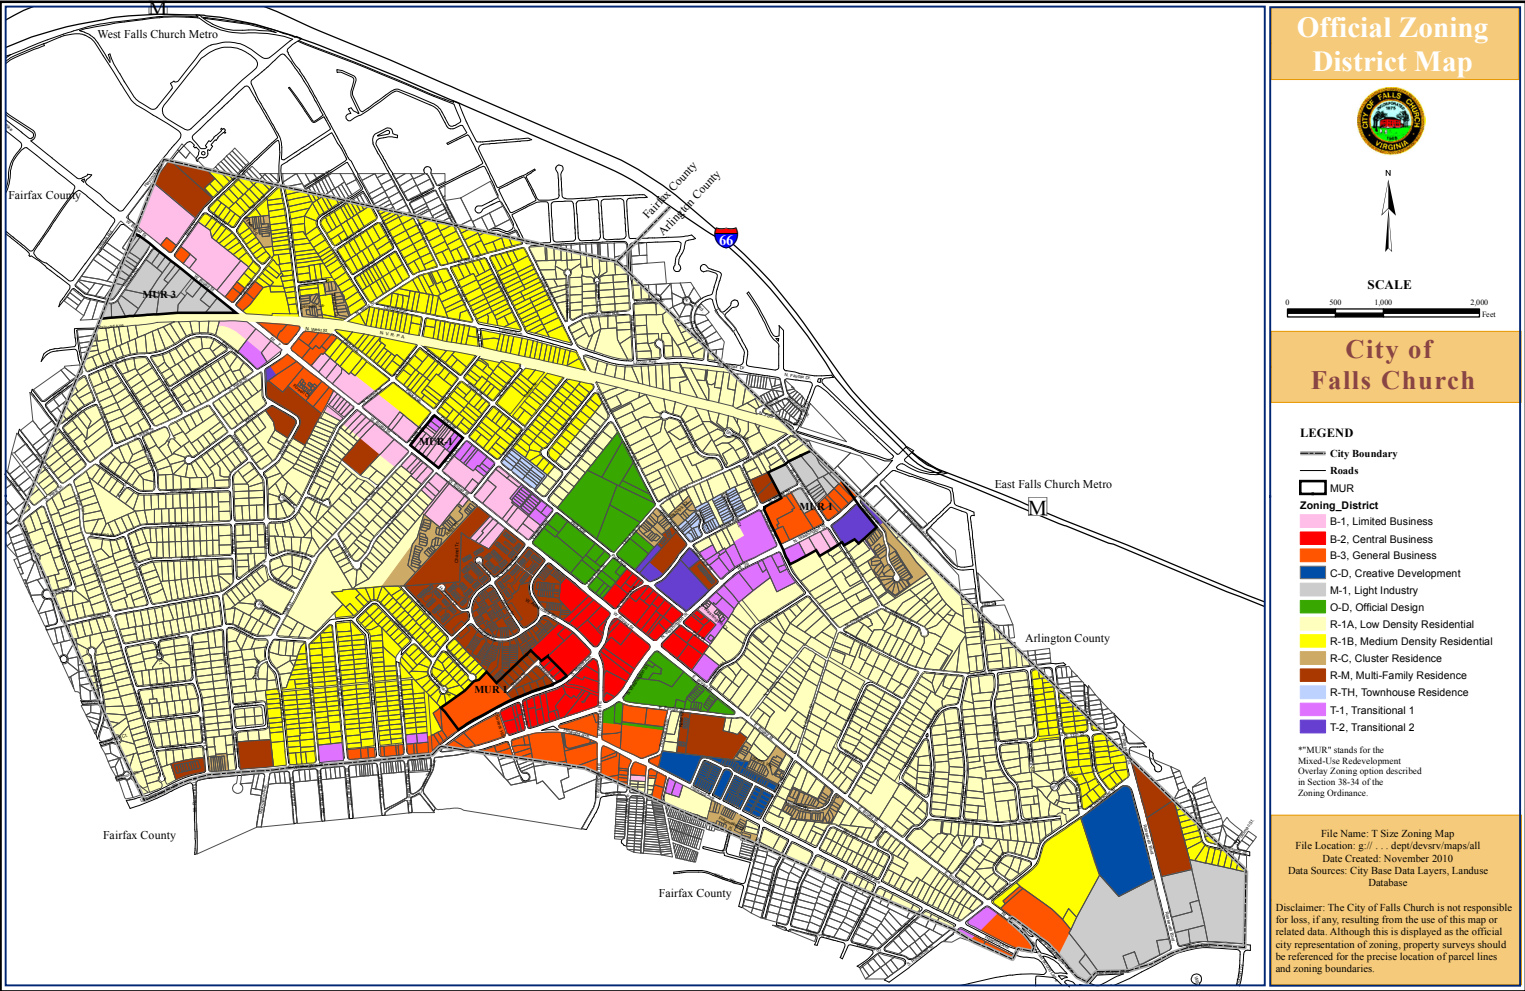 M
West Falls Church Metro
Fairfax County
Fairfax County
Arlington County
66
MUR 2
N V R P A
MUR-1
East Falls Church Metro
M
MUR 1
Arlington County
MUR 1
Fairfax County
Fairfax County
Official Zoning
District Map
CITY OF FALLS CHURCH
VIRGINIA
N
SCALE
0 500 1,000 2,000
Feet
City of
Falls Church
LEGEND
City Boundary
Roads
MUR
Zoning_District
B-1, Limited Business
B-2, Central Business
B-3, General Business
C-D, Creative Development
M-1, Light Industry
O-D, Official Design
R-1A, Low Density Residential
R-1B, Medium Density Residential
R-C, Cluster Residence
R-M, Multi-Family Residence
R-TH, Townhouse Residence
T-1, Transitional 1
T-2, Transitional 2
*"MUR" stands for the
Mixed-Use Redevelopment
Overlay Zoning option described
in Section 38-34 of the
Zoning Ordinance.
File Name: T Size Zoning Map
File Location: g:// . . . dept/devsrv/maps/all
Date Created: November 2010
Data Sources: City Base Data Layers, Landuse
Database
Disclaimer: The City of Falls Church is not responsible
for loss, if any, resulting from the use of this map or
related data. Although this is displayed as the official
city representation of zoning, property surveys should
be referenced for the precise location of parcel lines
and zoning boundaries.